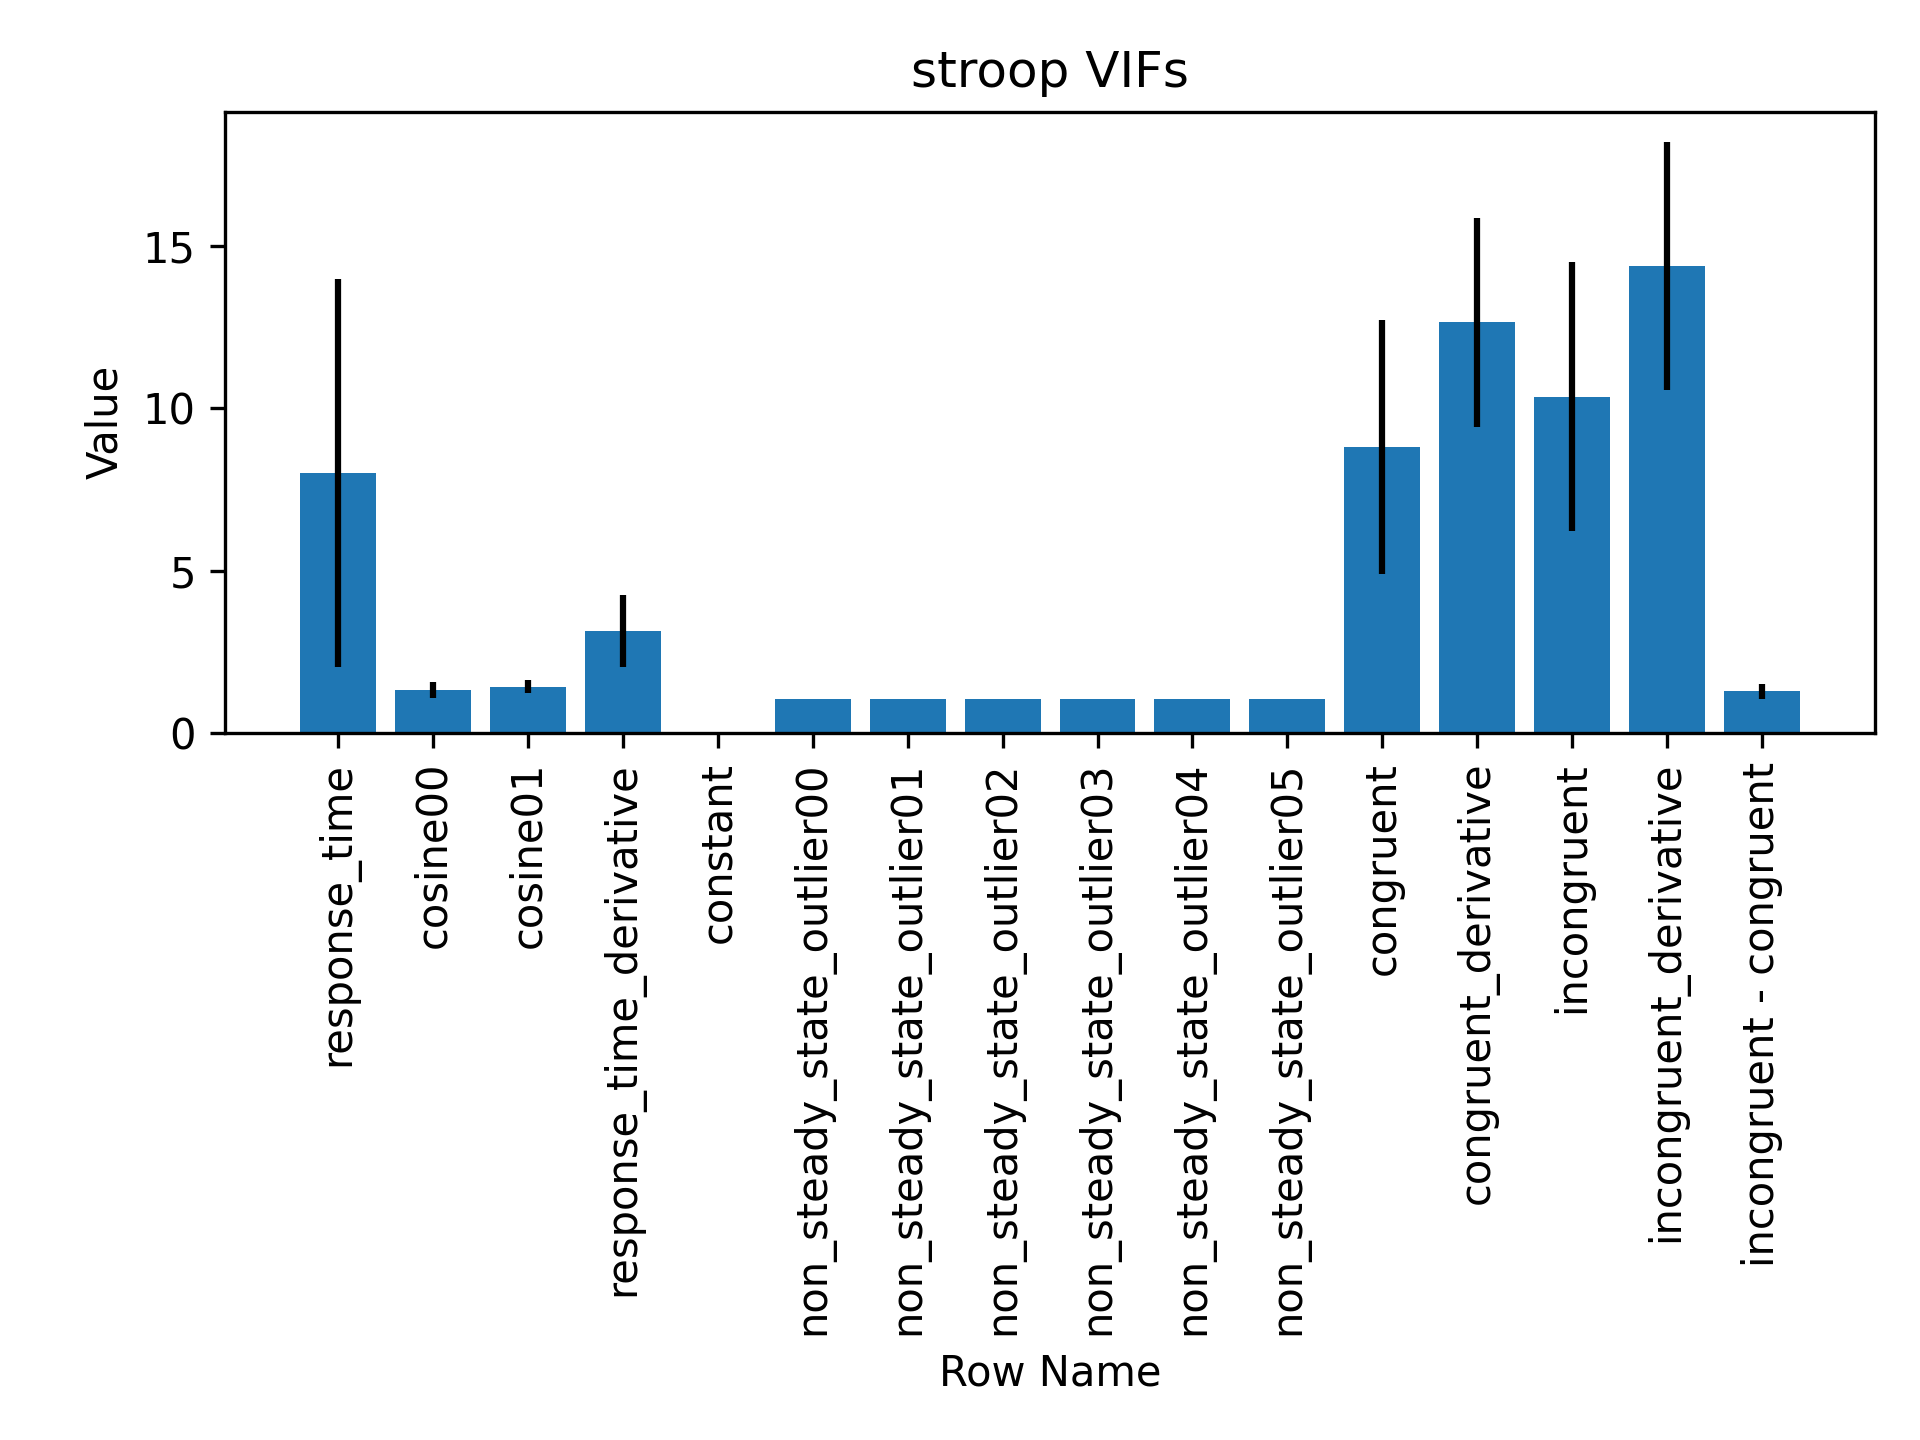 stroop VIFs
Value
15
10
5
0
response_time
cosine00
cosine01
response_time_derivative
constant
non_steady_state_outlier00
non_steady_state_outlier01
non_steady_state_outlier02
non_steady_state_outlier03
non_steady_state_outlier04
non_steady_state_outlier05
congruent
congruent_derivative
incongruent
incongruent_derivative
incongruent - congruent
Row Name